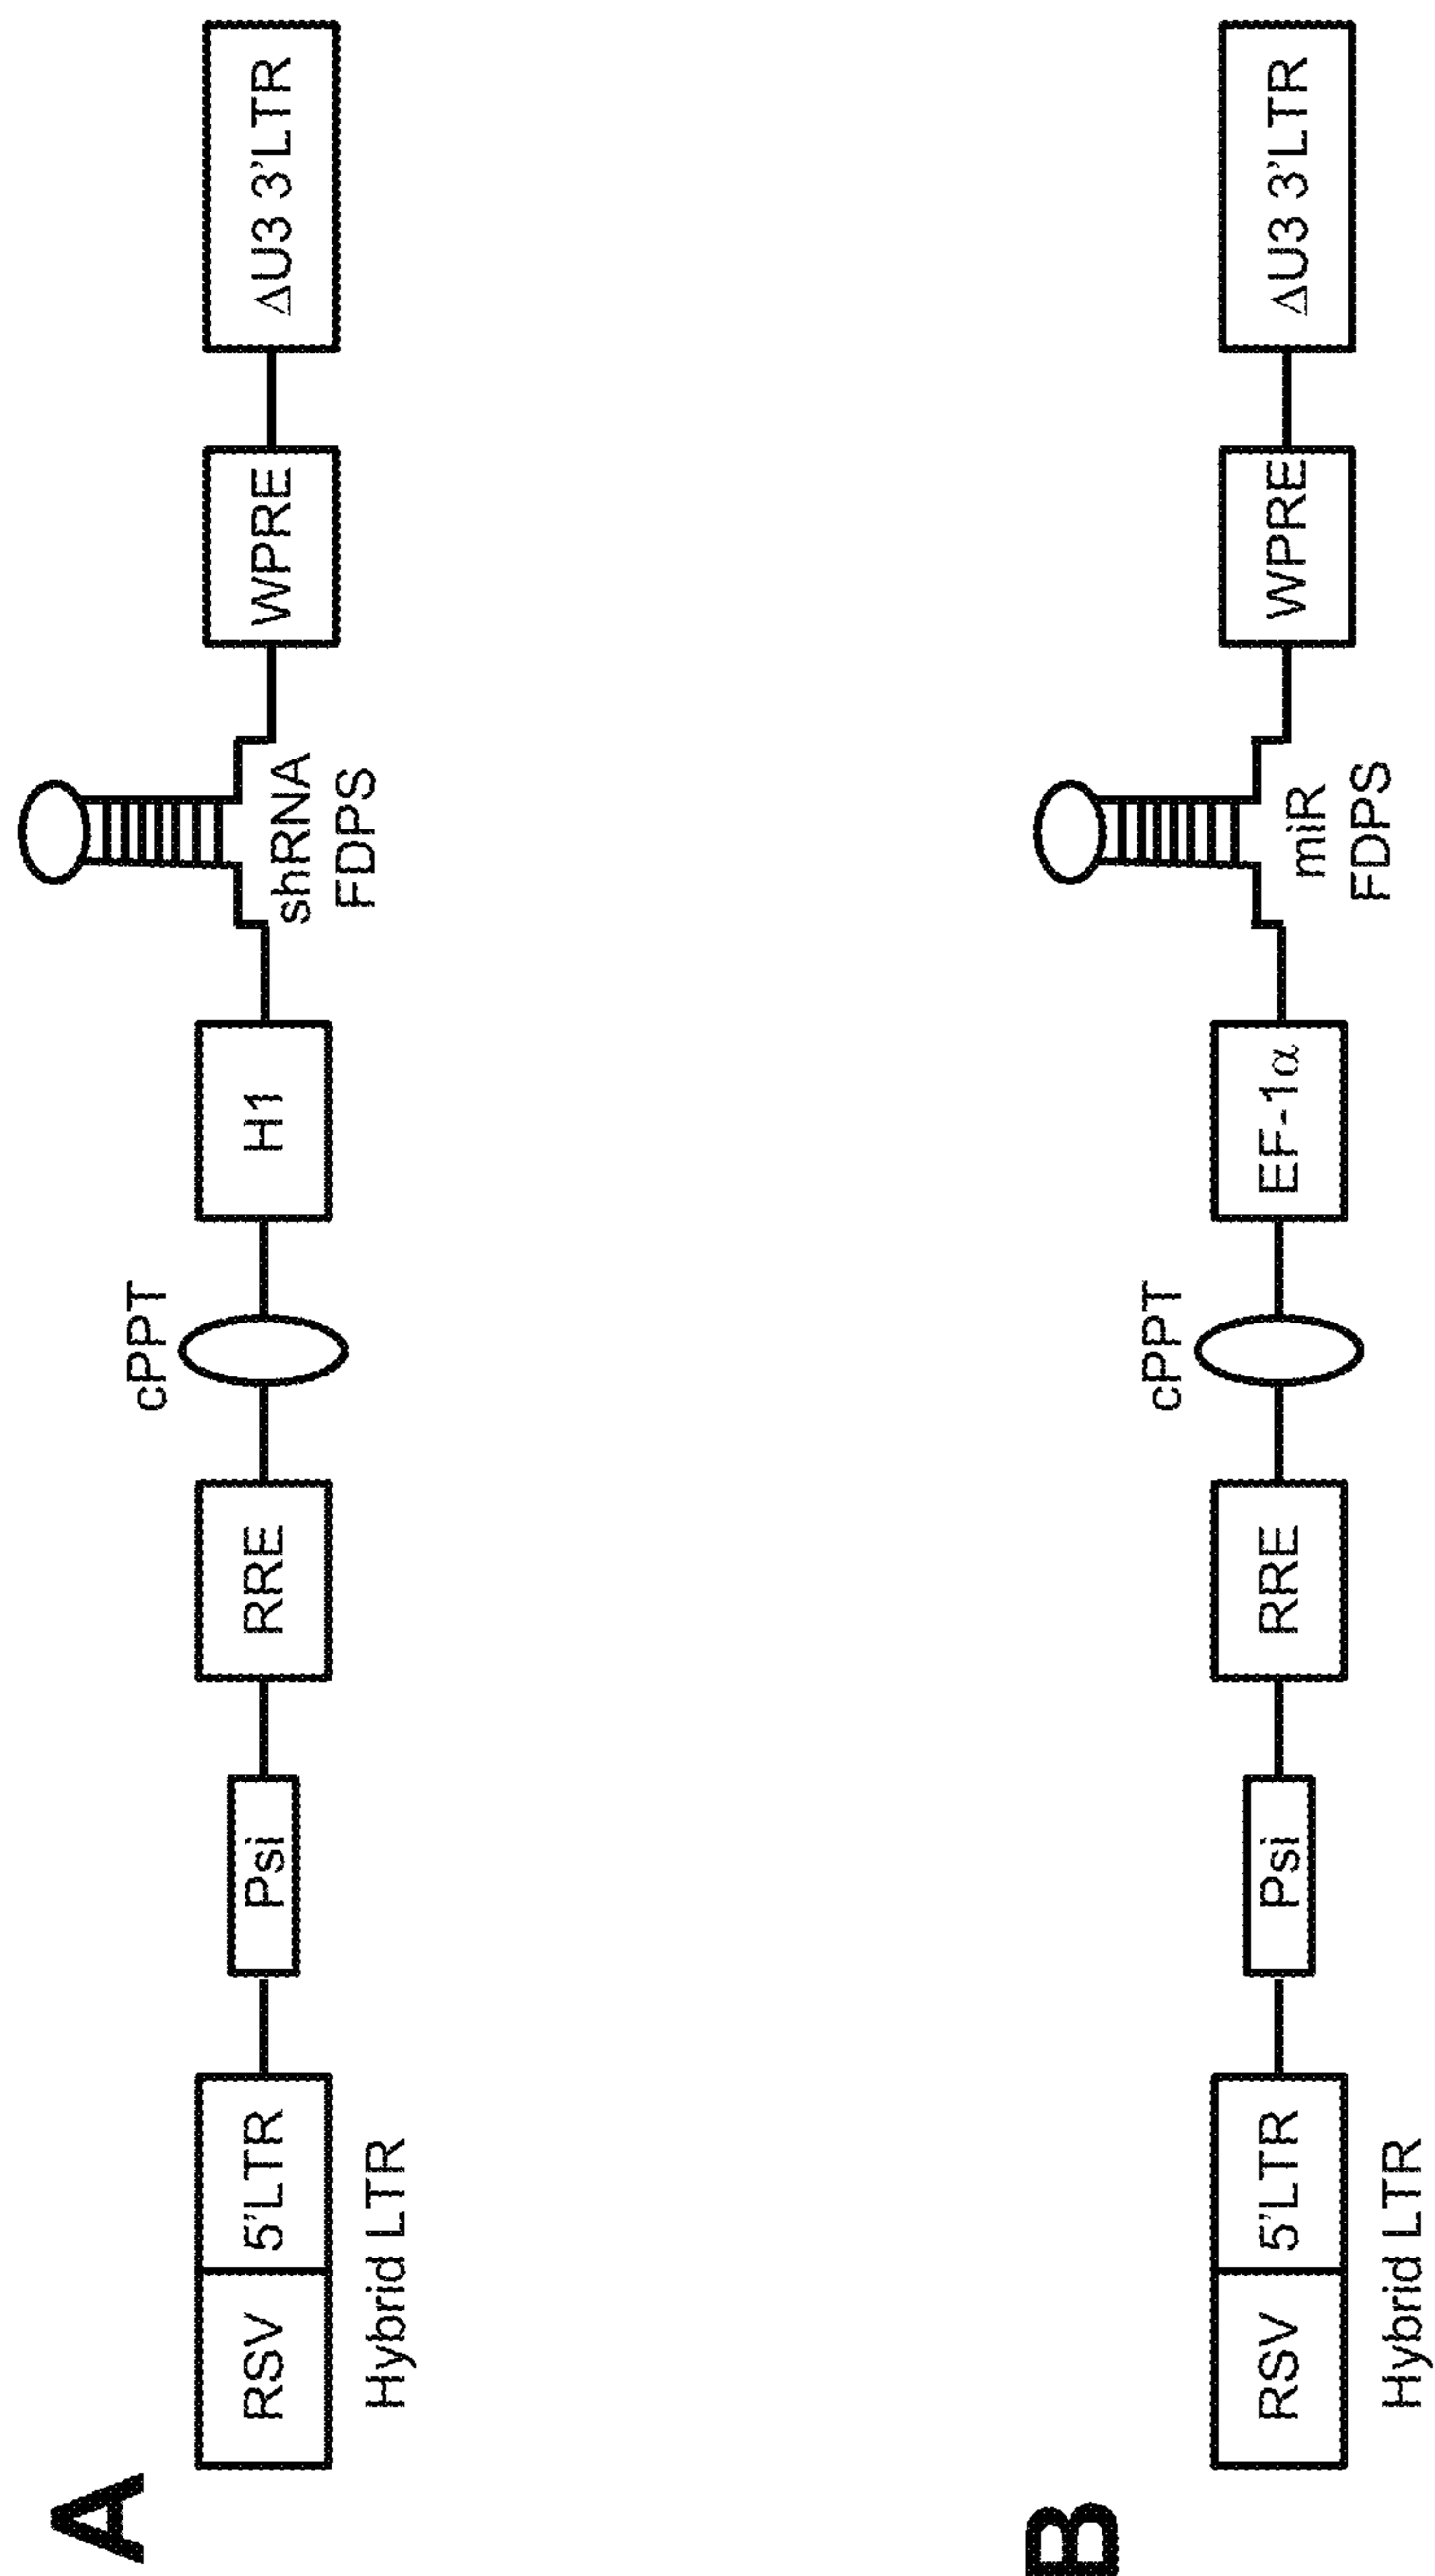 A
RSV
5'LTR
Hybrid LTR
Psi
RRE
cPPT
H1
shRNA
FDPS
WPRE
ΔU3 3'LTR
B
RSV
5'LTR
Hybrid LTR
Psi
RRE
cPPT
EF-1α
miR
FDPS
WPRE
ΔU3 3'LTR